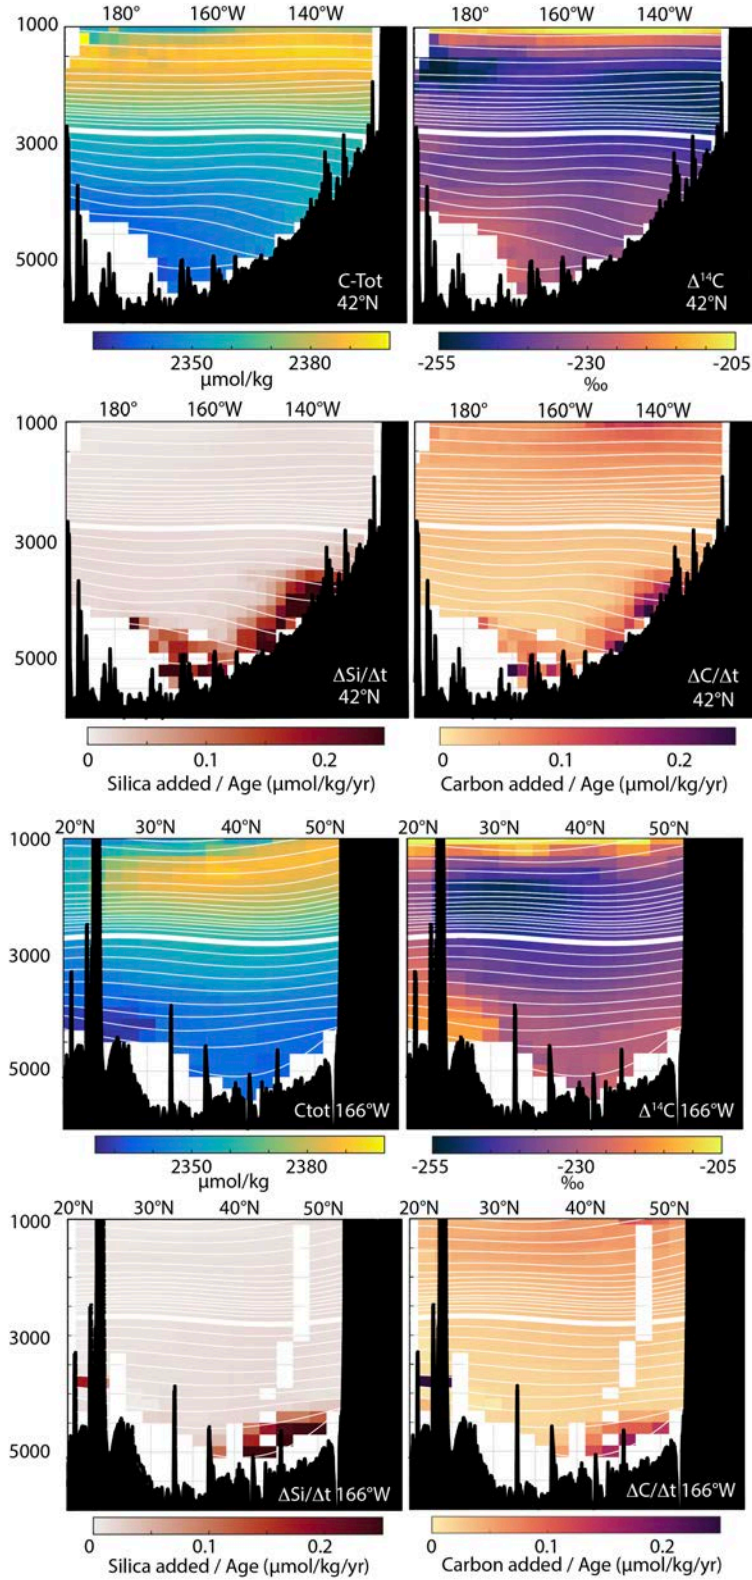 180° 160°W 140°W 180° 160°W 140°W
1000
3000
5000
C-Tot
42°N
Δ¹⁴C
42°N
2350 2380
µmol/kg
-255 -230 -205
‰
180° 160°W 140°W 180° 160°W 140°W
1000
3000
5000
ΔSi/Δt
42°N
ΔC/Δt
42°N
0 0.1 0.2
Silica added / Age (µmol/kg/yr)
0 0.1 0.2
Carbon added / Age (µmol/kg/yr)
20°N 30°N 40°N 50°N 20°N 30°N 40°N 50°N
1000
3000
5000
Ctot 166°W
Δ¹⁴C 166°W
2350 2380
µmol/kg
-255 -230 -205
‰
20°N 30°N 40°N 50°N 20°N 30°N 40°N 50°N
1000
3000
5000
ΔSi/Δt 166°W
ΔC/Δt 166°W
0 0.1 0.2
Silica added / Age (µmol/kg/yr)
0 0.1 0.2
Carbon added / Age (µmol/kg/yr)